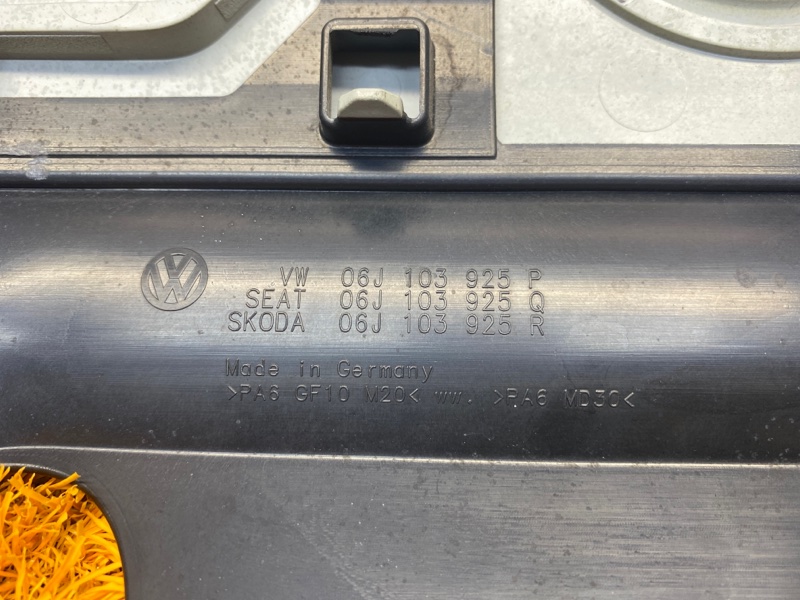 VW 06J 103 925 P
SEAT 06J 103 925 Q
SKODA 06J 103 925 R
Made in Germany
>PA6 GF10 M20< ww. >PA6 MD30<